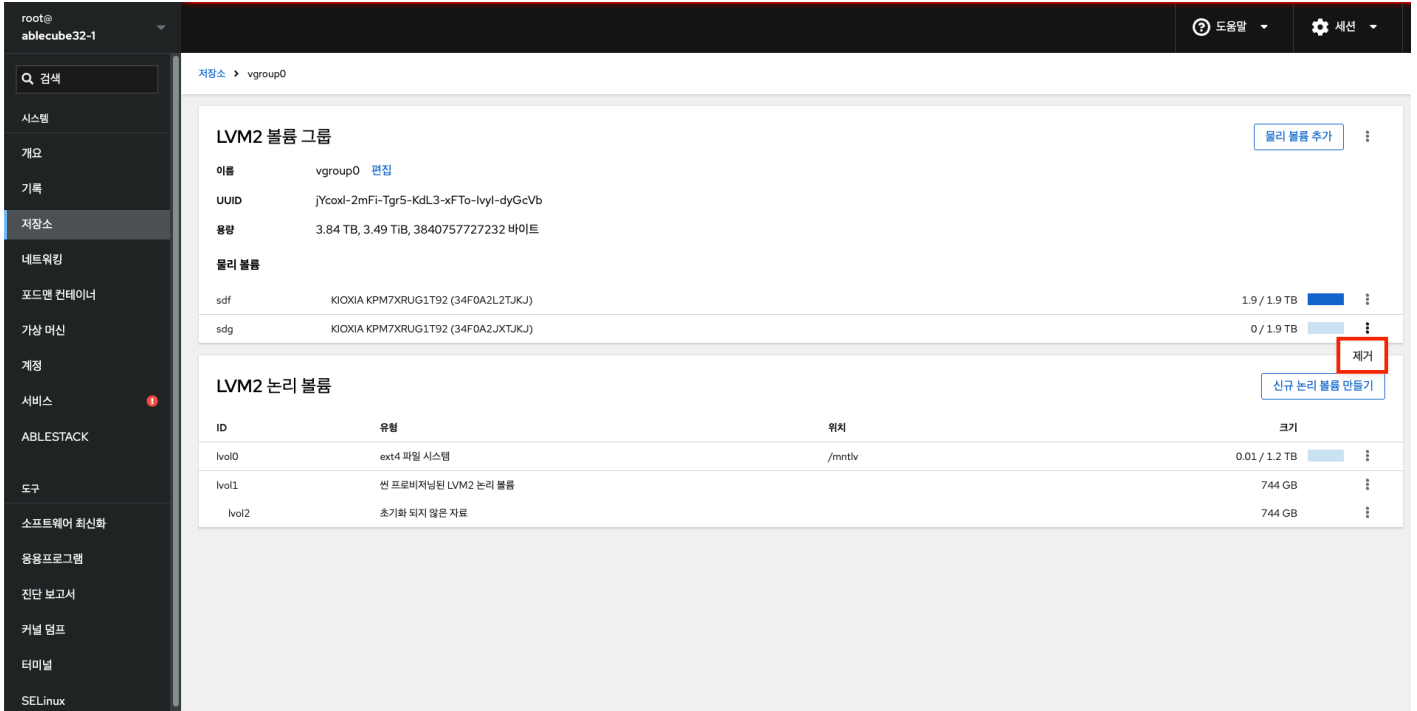 root@
ablecube32-1
도움말
세션
검색
저장소 > vgroup0
시스템
개요
기록
저장소
네트워킹
포드맨 컨테이너
가상 머신
계정
서비스
ABLESTACK
도구
소프트웨어 최신화
응용프로그램
진단 보고서
커널 덤프
터미널
SELinux
LVM2 볼륨 그룹
물리 볼륨 추가
이름 vgroup0 편집
UUID jYcoxl-2mFi-Tgr5-KdL3-xFTo-lvyl-dyGcVb
용량 3.84 TB, 3.49 TiB, 3840757727232 바이트
물리 볼륨
sdf KIOXIA KPM7XRUG1T92 (34F0A2L2TJKJ) 1.9 / 1.9 TB
sdg KIOXIA KPM7XRUG1T92 (34F0A2JXTJKJ) 0 / 1.9 TB
제거
LVM2 논리 볼륨
신규 논리 볼륨 만들기
ID 유형 위치 크기
lvol0 ext4 파일 시스템 /mntlv 0.01 / 1.2 TB
lvol1 씬 프로비저닝된 LVM2 논리 볼륨 744 GB
lvol2 초기화 되지 않은 자료 744 GB